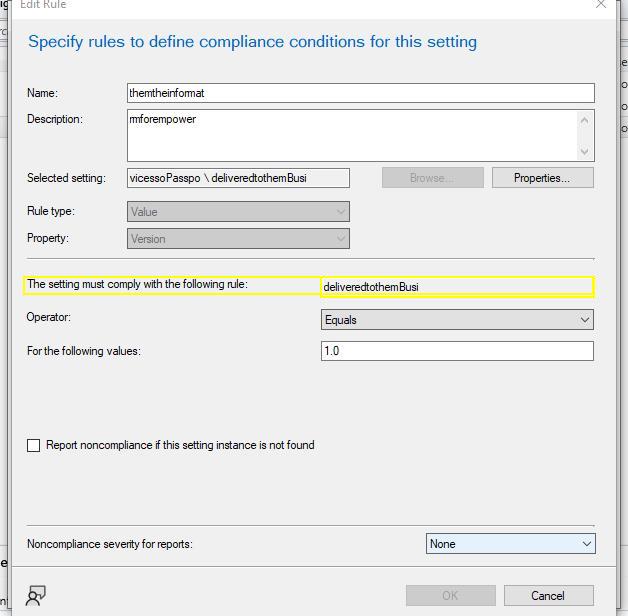 Edit Rule
Specify rules to define compliance conditions for this setting
Name: themtheinformat
Description: mforempower
Selected setting: vicessoPasspo \ deliveredtothemBusi Browse... Properties...
Rule type: Value
Property: Version
The setting must comply with the following rule: deliveredtothemBusi
Operator: Equals
For the following values: 1.0
Report noncompliance if this setting instance is not found
Noncompliance severity for reports: None
OK Cancel